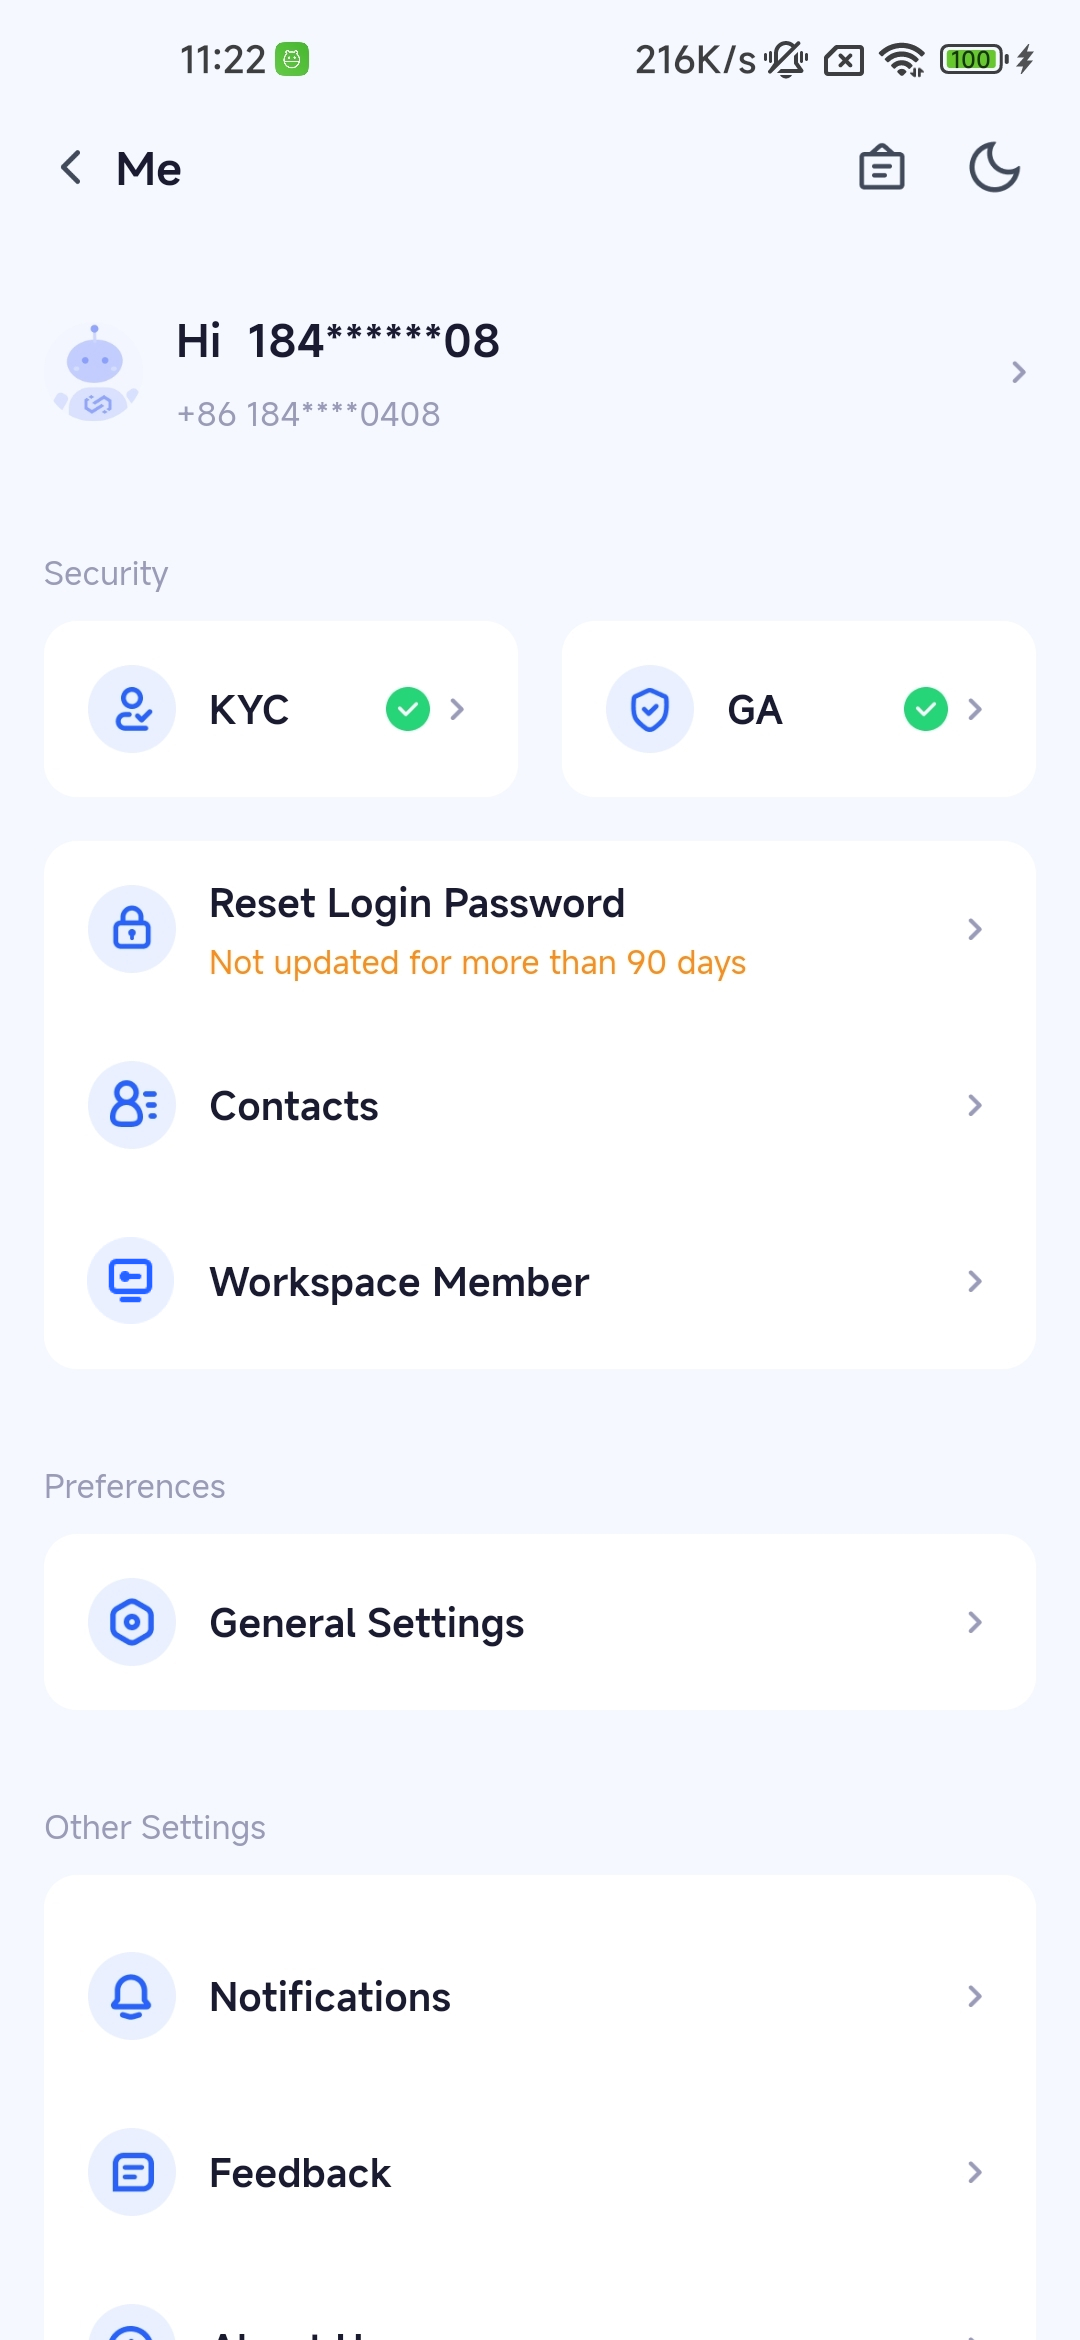 11:22
216K/s
100
Me
Hi 184******08
+86 184****0408
Security
KYC
GA
Reset Login Password
Not updated for more than 90 days
Contacts
Workspace Member
Preferences
General Settings
Other Settings
Notifications
Feedback